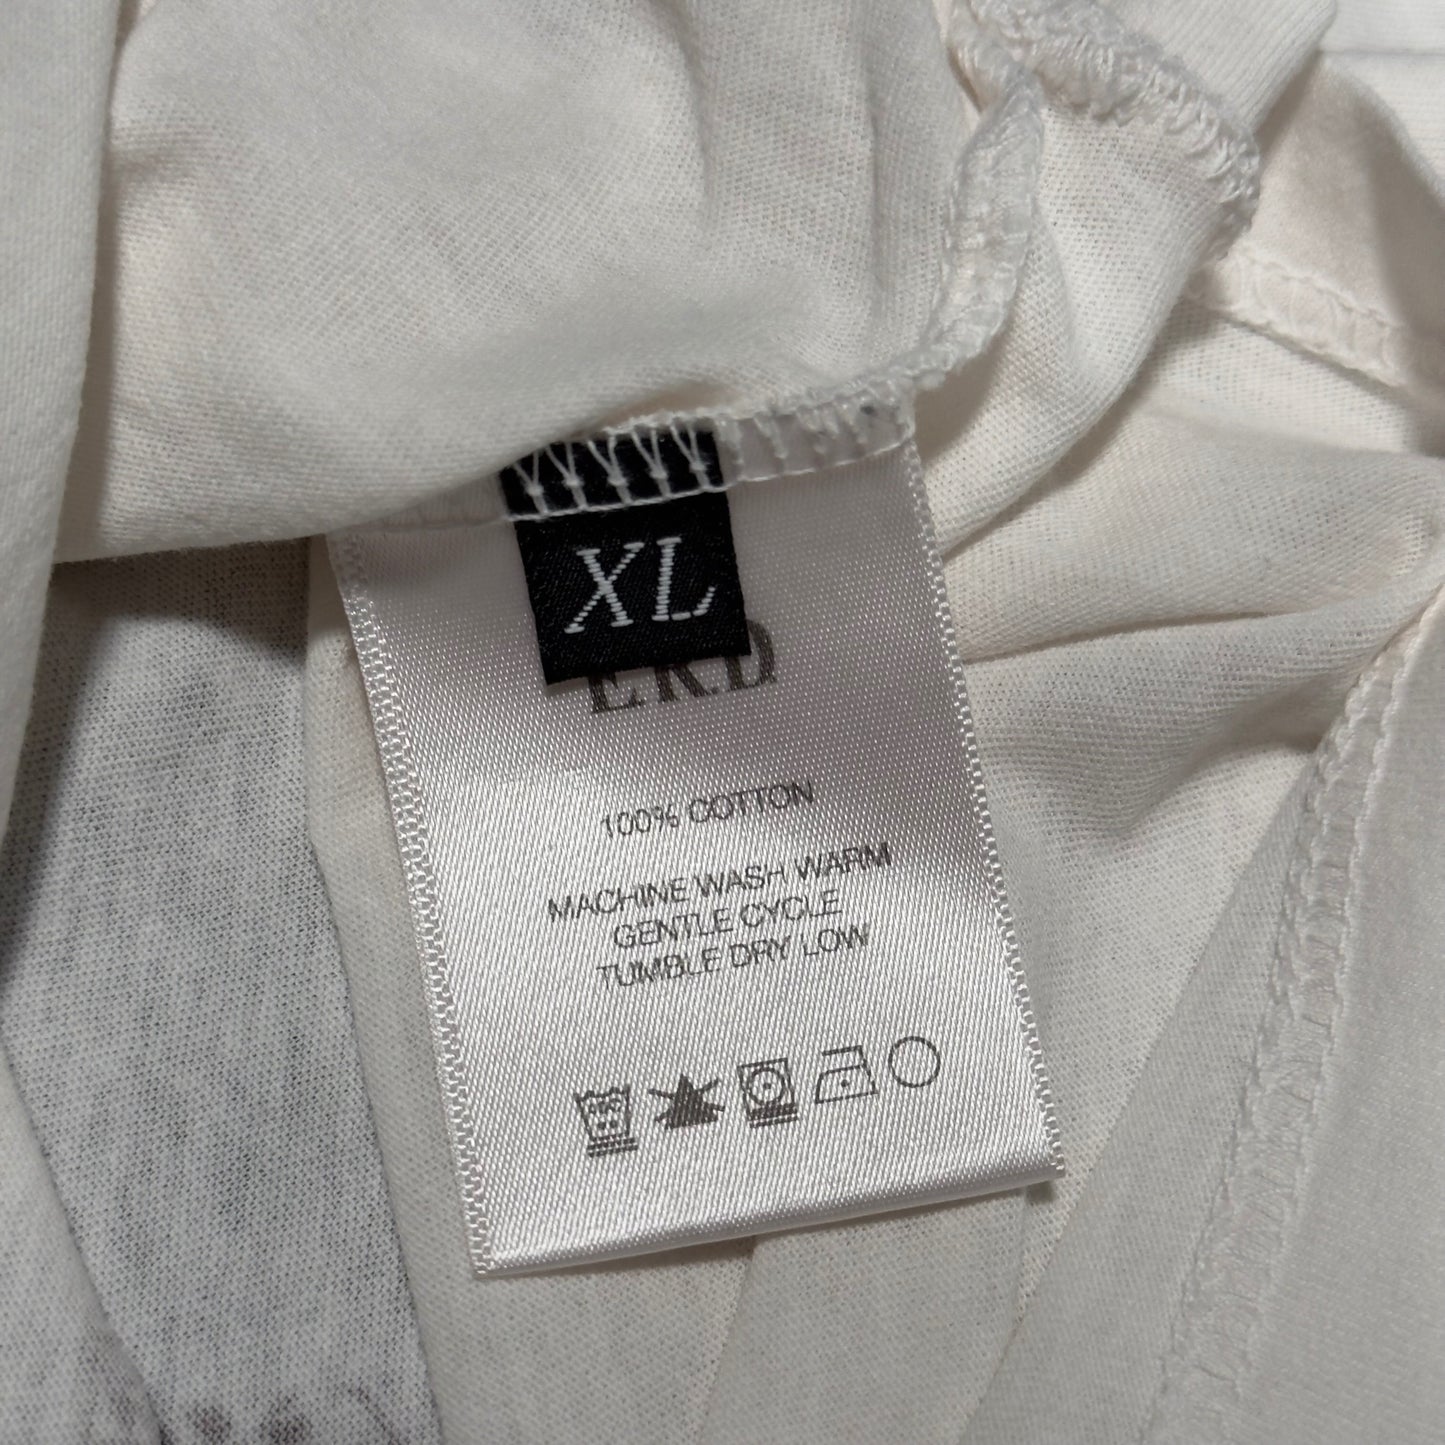 XL
ERD
100% COTTON
MACHINE WASH WARM
GENTLE CYCLE
TUMBLE DRY LOW